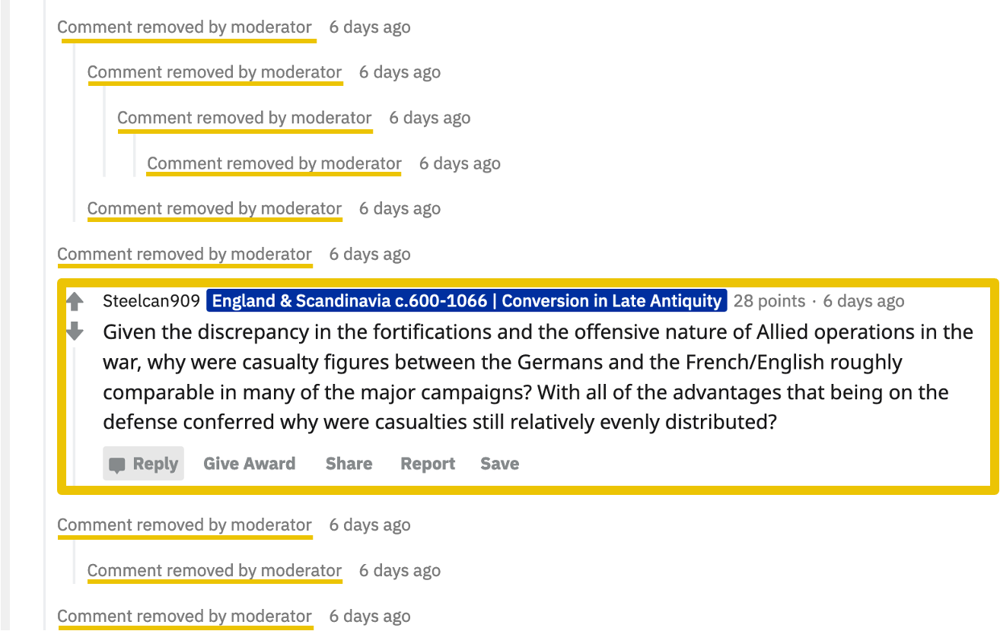 Comment removed by moderator 6 days ago
Comment removed by moderator 6 days ago
Comment removed by moderator 6 days ago
Comment removed by moderator 6 days ago
Comment removed by moderator 6 days ago
Comment removed by moderator 6 days ago
Steelcan909 England & Scandinavia c.600-1066 | Conversion in Late Antiquity 28 points · 6 days ago
Given the discrepancy in the fortifications and the offensive nature of Allied operations in the
war, why were casualty figures between the Germans and the French/English roughly
comparable in many of the major campaigns? With all of the advantages that being on the
defense conferred why were casualties still relatively evenly distributed?
Reply Give Award Share Report Save
Comment removed by moderator 6 days ago
Comment removed by moderator 6 days ago
Comment removed by moderator 6 days ago